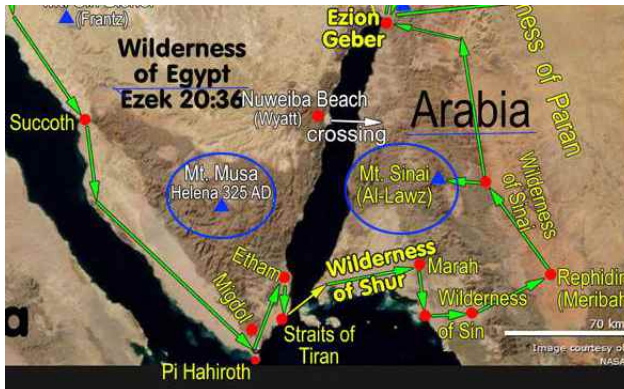 (Frantz)
Wilderness
of Egypt
Ezek 20:36
Ezion
Geber
Wilderness of Paran
Nuweiba Beach
(Wyatt)
crossing
Arabia
Succoth
Mt. Musa
Helena 325 AD
Mt. Sinai
(Al-Lawz)
Wilderness
of Sinai
Etham
Migdol
Wilderness
of Shur
Marah
Wilderness
of Sin
Rephidim
(Meribah
Straits of
Tiran
Pi Hahiroth
a
70 km
Image courtesy of
NASA